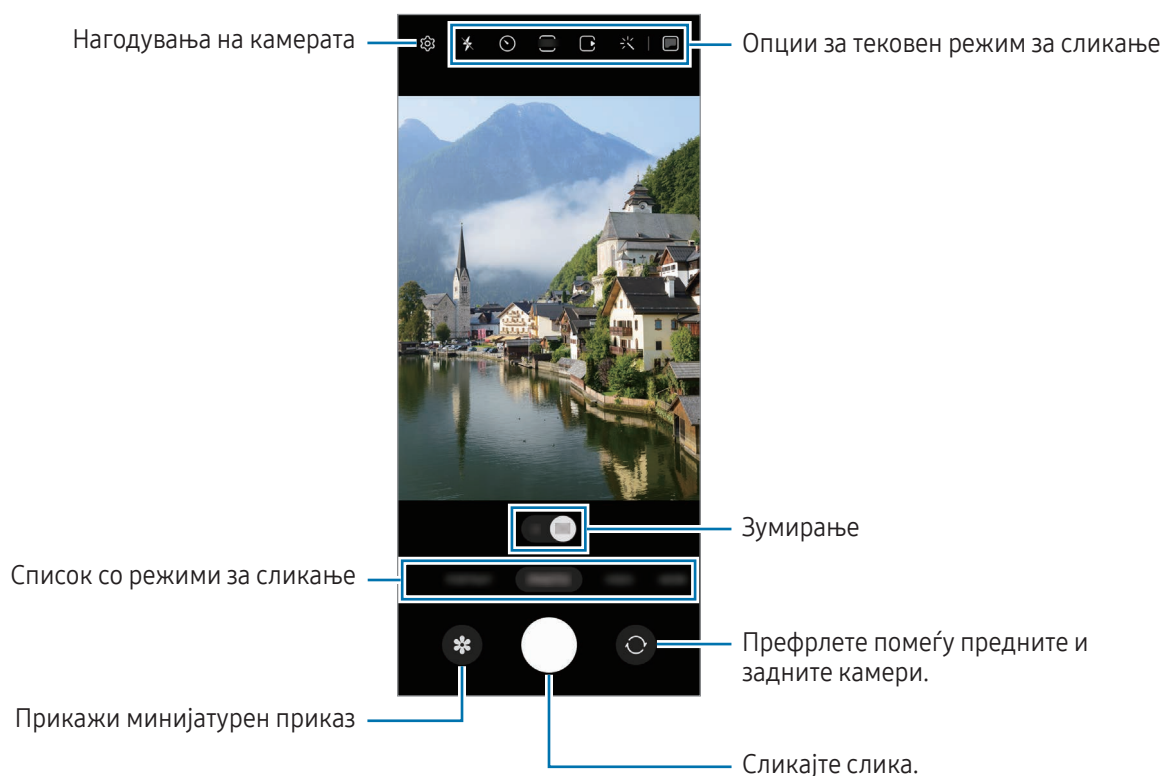 Нагодувања на камерата
Опции за тековен режим за сликање
Зумирање
Список со режими за сликање
Префрлете помеѓу предните и
задните камери.
Прикажи минијатурен приказ
Сликајте слика.